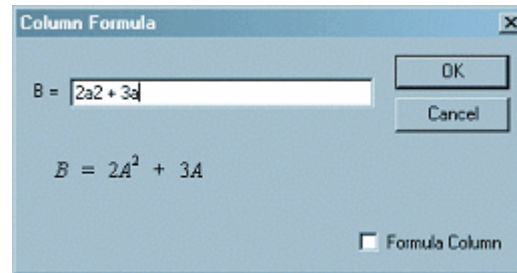 Column Formula
B = 2a2 + 3a
OK
Cancel
B = 2A² + 3A
Formula Column